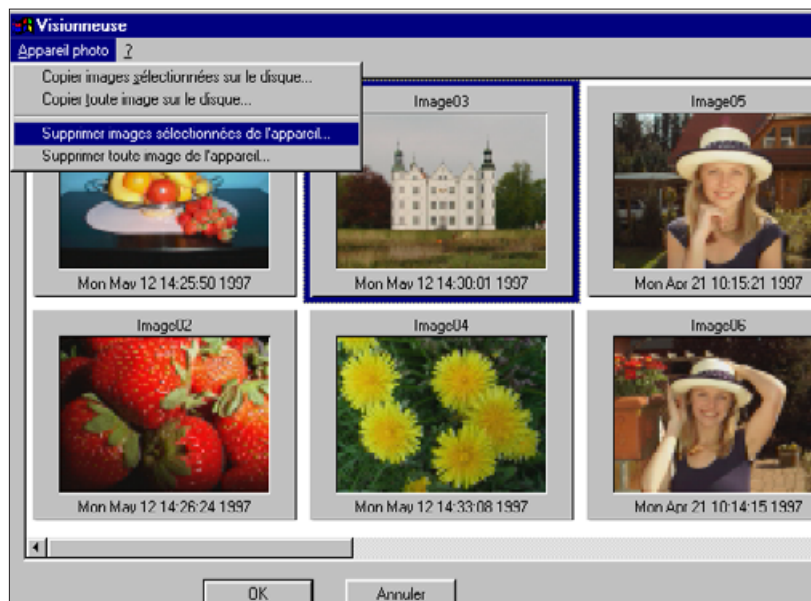 Visionneuse
Appareil photo ?
Copier images sélectionnées sur le disque...
Copier toute image sur le disque...
Supprimer images sélectionnées de l'appareil...
Supprimer toute image de l'appareil...
Image03
Image05
Mon May 12 14:25:50 1997
Mon May 12 14:30:01 1997
Mon Apr 21 10:15:21 1997
Image02
Image04
Image06
Mon May 12 14:26:24 1997
Mon May 12 14:33:08 1997
Mon Apr 21 10:14:15 1997
OK
Annuler